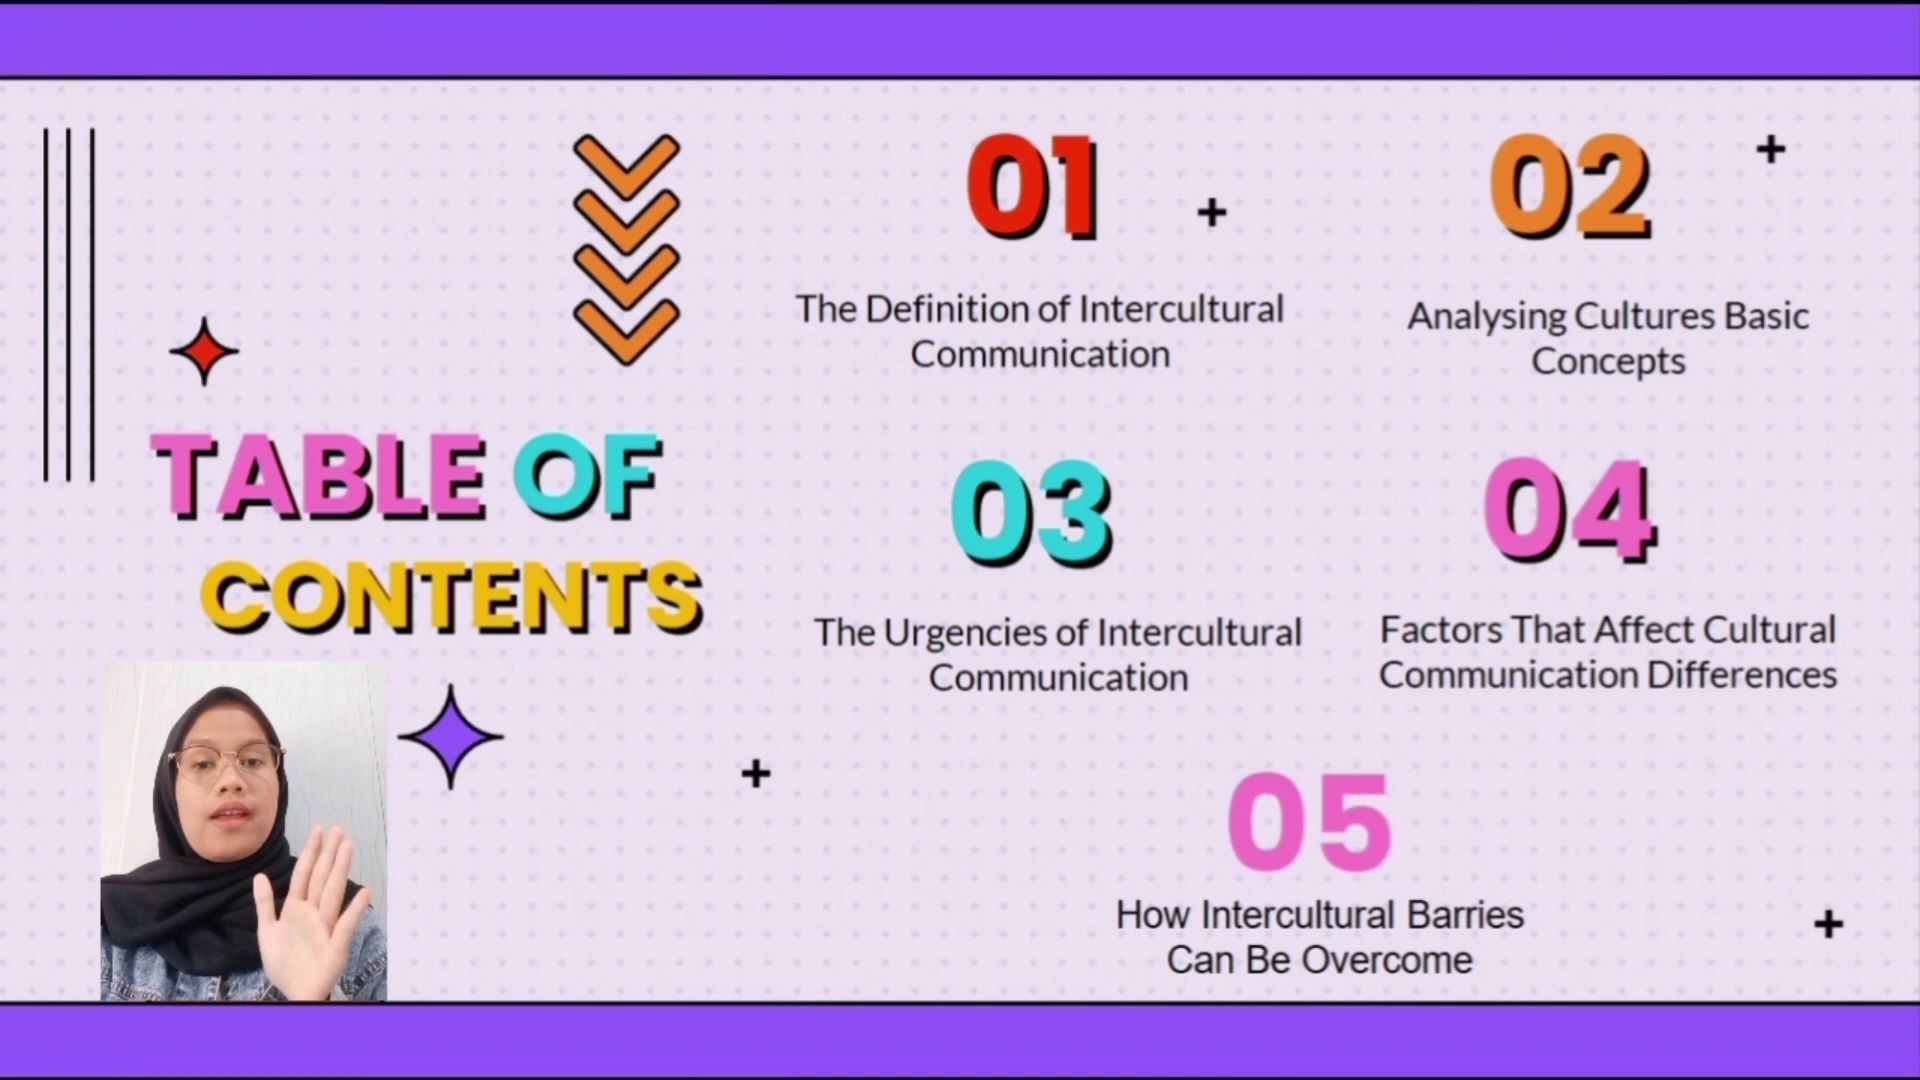 TABLE OF
CONTENTS
01
The Definition of Intercultural
Communication
02
Analysing Cultures Basic
Concepts
03
The Urgencies of Intercultural
Communication
04
Factors That Affect Cultural
Communication Differences
05
How Intercultural Barries
Can Be Overcome